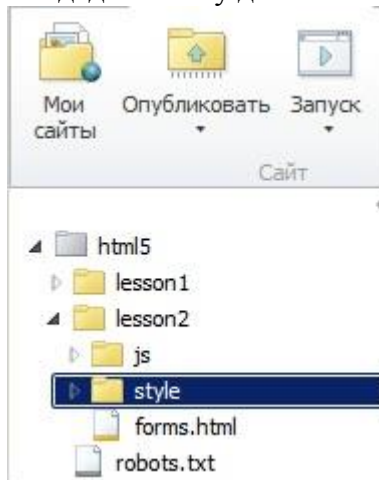 Мои сайты
Опубликовать
Запуск
Сайт
html5
lesson1
lesson2
js
style
forms.html
robots.txt